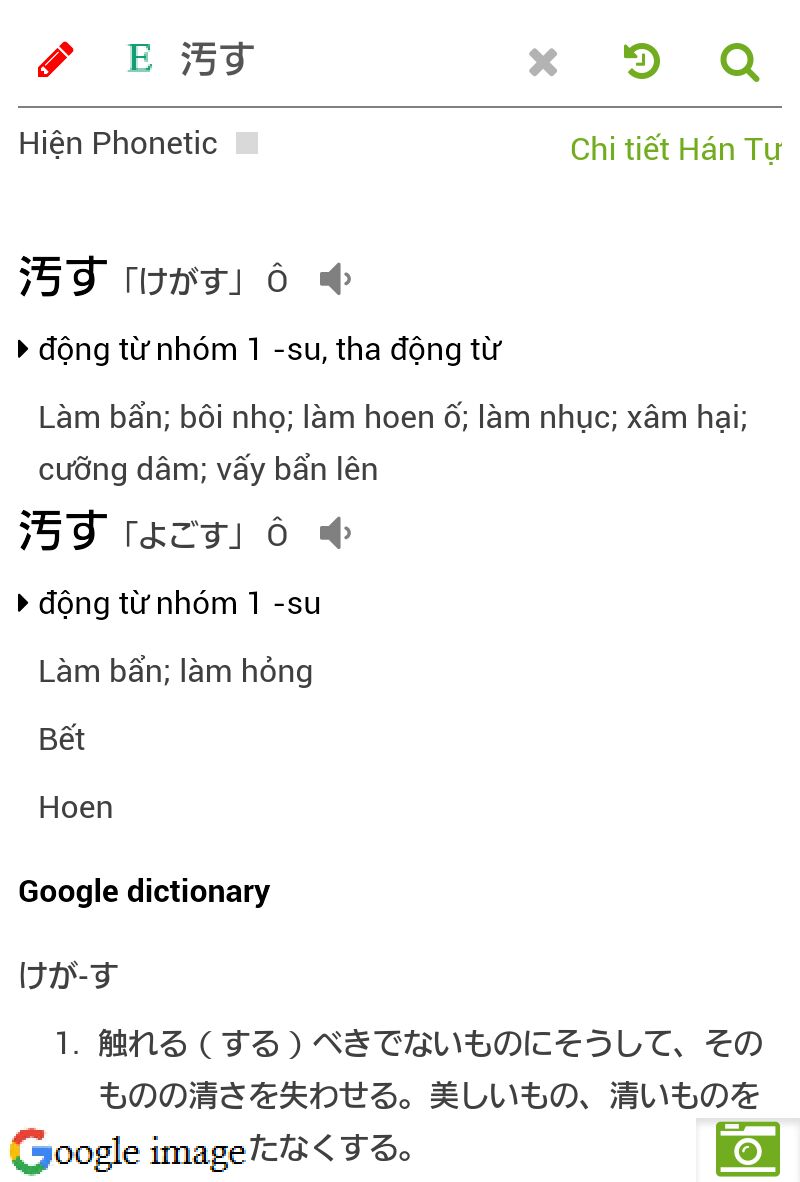 E 汚す
Hiện Phonetic
Chi tiết Hán Tự
汚す「けがす」 Ô
động từ nhóm 1 -su, tha động từ
Làm bẩn; bôi nhọ; làm hoen ố; làm nhục; xâm hại;
cưỡng dâm; vấy bẩn lên
汚す「よごす」 Ô
động từ nhóm 1 -su
Làm bẩn; làm hỏng
Bết
Hoen
Google dictionary
けが-す
1. 触れる（する）べきでないものにそうして、その
ものの清さを失わせる。美しいもの、清いものを
Google image たなくする。